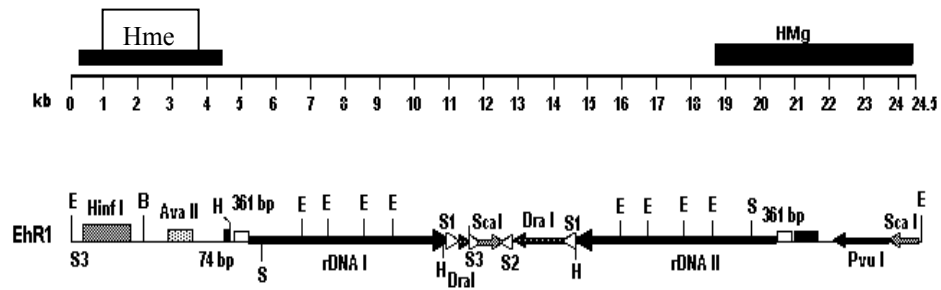 Hme
HMg
kb 0 1 2 3 4 5 6 7 8 9 10 11 12 13 14 15 16 17 18 19 20 21 22 23 24 24.5
E Hinf I B Ava II H 361 bp E E E E S1 ScaI Dra I S1 E E E E S 361 bp Sca I E
EhR1
S3 74 bp S rDNA I H DraI S3 S2 H rDNA II Pvu I